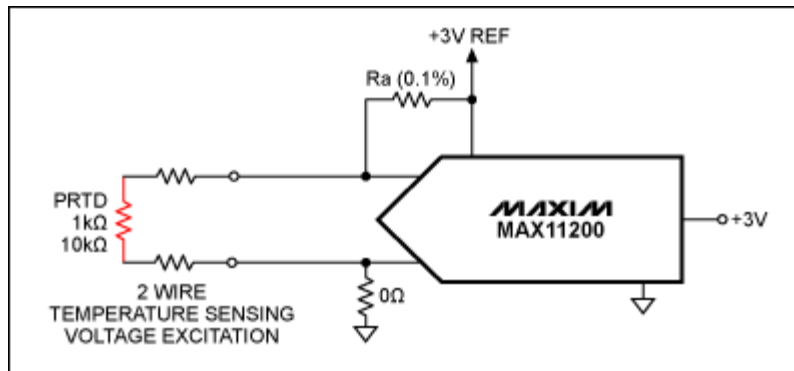 +3V REF
Ra (0.1%)
PRTD
1kΩ
10kΩ
MAXIM
MAX11200
+3V
0Ω
2 WIRE
TEMPERATURE SENSING
VOLTAGE EXCITATION